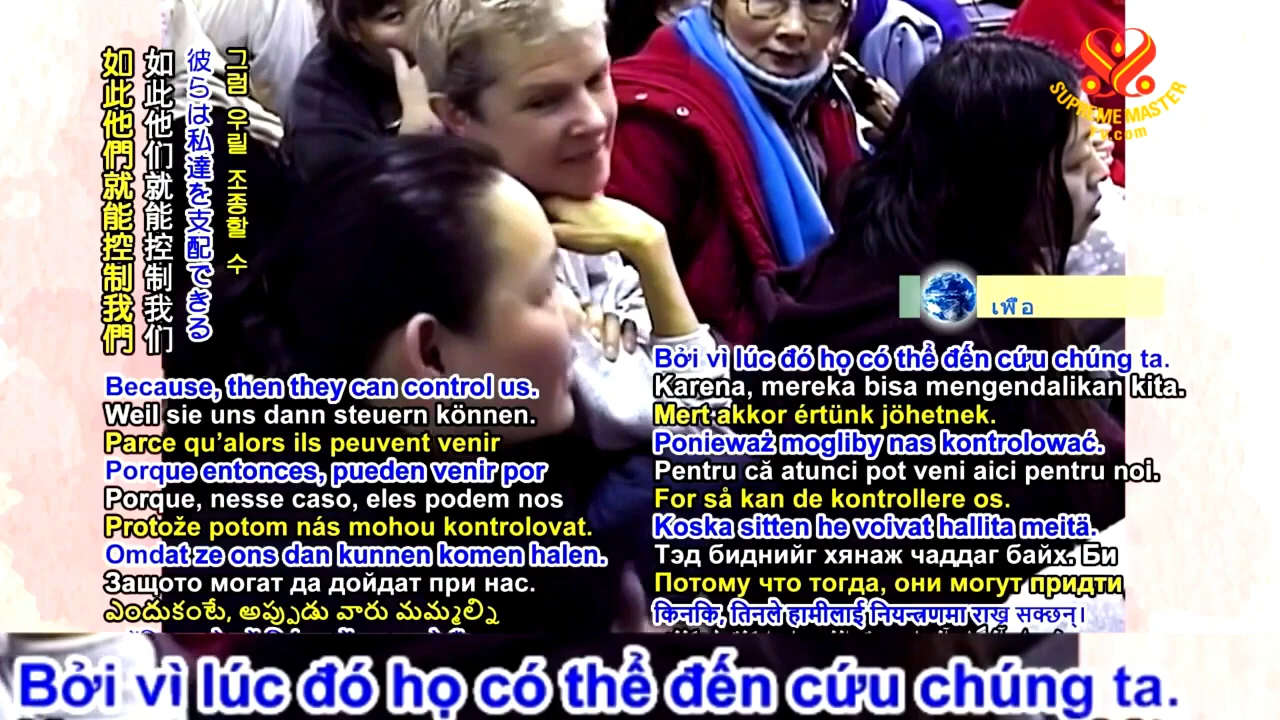 如此他們就能控制我們
如此他们就能控制我们
彼らは私達を支配できる
그럼 우릴 조종할 수
SUPREME MASTER
TV.com
เพื่อ
Because, then they can control us.
Weil sie uns dann steuern können.
Parce qu'alors ils peuvent venir
Porque entonces, pueden venir por
Porque, nesse caso, eles podem nos
Protože potom nás mohou kontrolovat.
Omdat ze ons dan kunnen komen halen.
Защото могат да дойдат при нас.
ఎందుకంటే, అప్పుడు వారు మమ్మల్ని
Bởi vì lúc đó họ có thể đến cứu chúng ta.
Karena, mereka bisa mengendalikan kita.
Mert akkor értünk jöhetnek.
Ponieważ mogliby nas kontrolować.
Pentru că atunci pot veni aici pentru noi.
For så kan de kontrollere os.
Koska sitten he voivat hallita meitä.
Тэд биднийг хянаж чаддаг байх. Би
Потому что тогда, они могут придти
किनकि, तिनले हामीलाई नियन्त्रणमा राख्न सक्छन्।
Bởi vì lúc đó họ có thể đến cứu chúng ta.